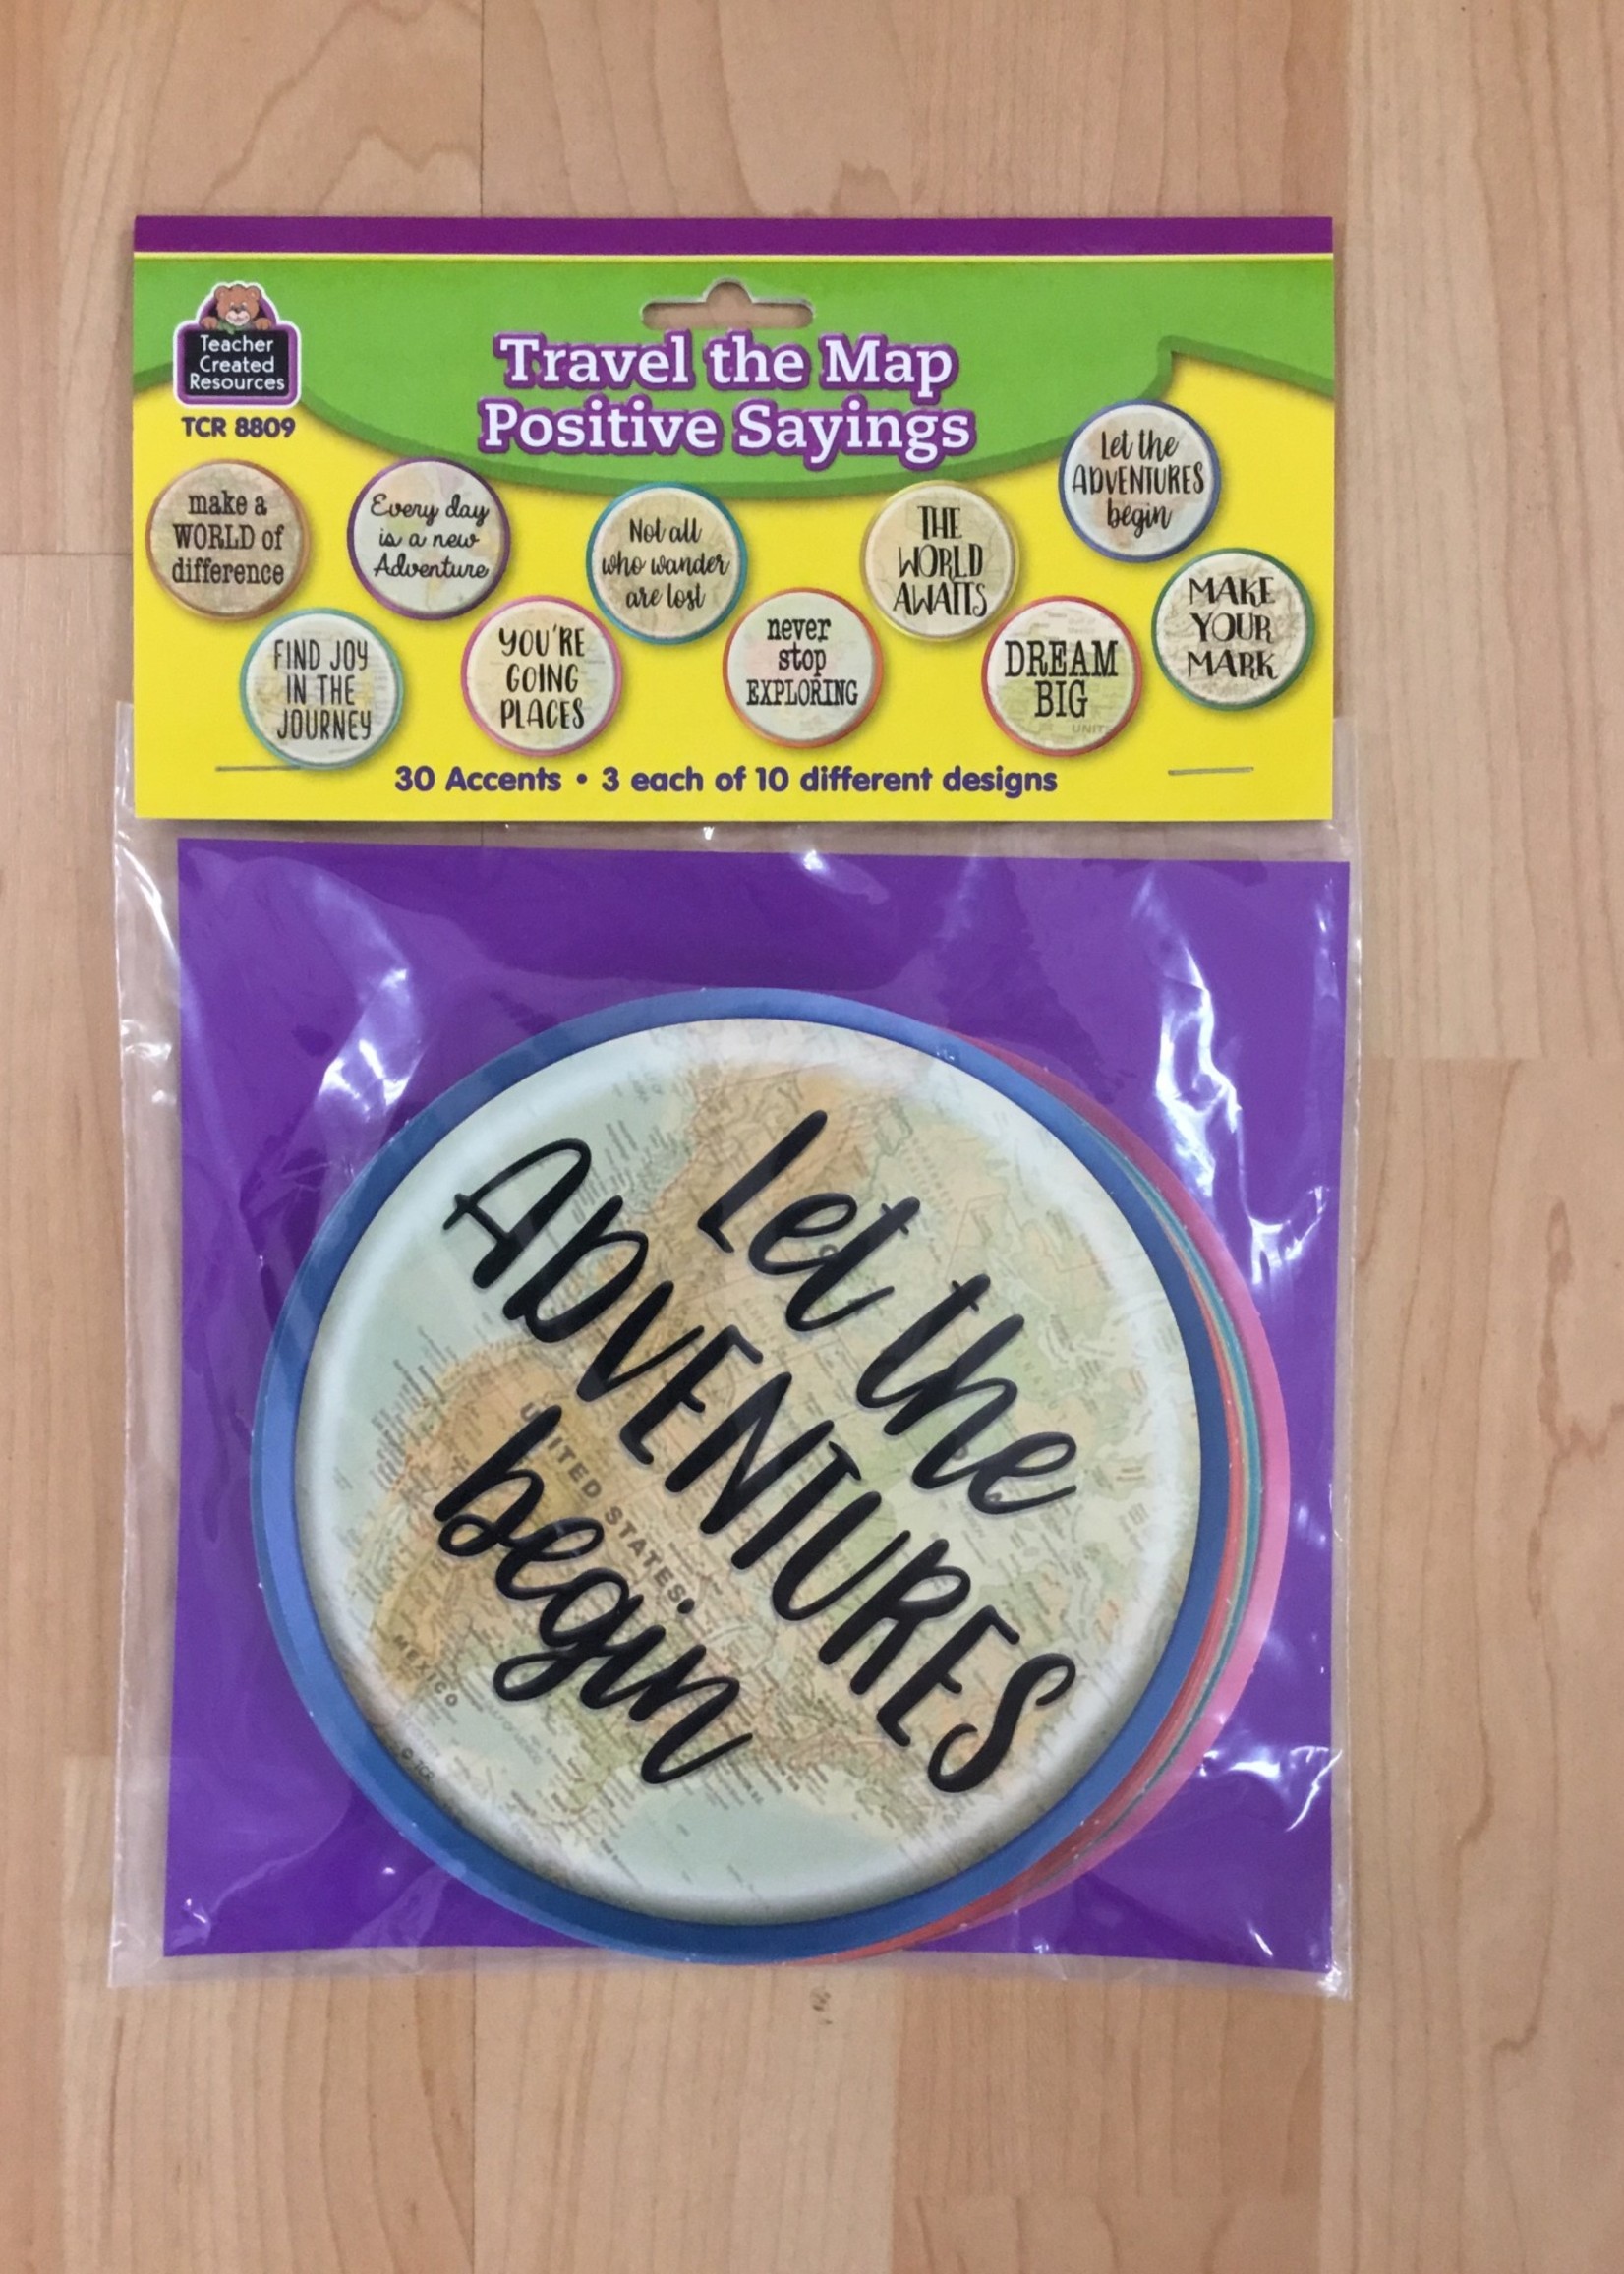 Teacher
Created
Resources
TCR 8809
Travel the Map
Positive Sayings
make a
WORLD of
difference
Every day
is a new
Adventure
Not all
who wander
are lost
THE
WORLD
AWAITS
Let the
ADVENTURES
begin
FIND JOY
IN THE
JOURNEY
YOU'RE
GOING
PLACES
never
stop
EXPLORING
DREAM
BIG
UNIT
MAKE
YOUR
MARK
30 Accents • 3 each of 10 different designs
Let the
ADVENTURES
begin
UNITED STATES
MEXICO
© TCR